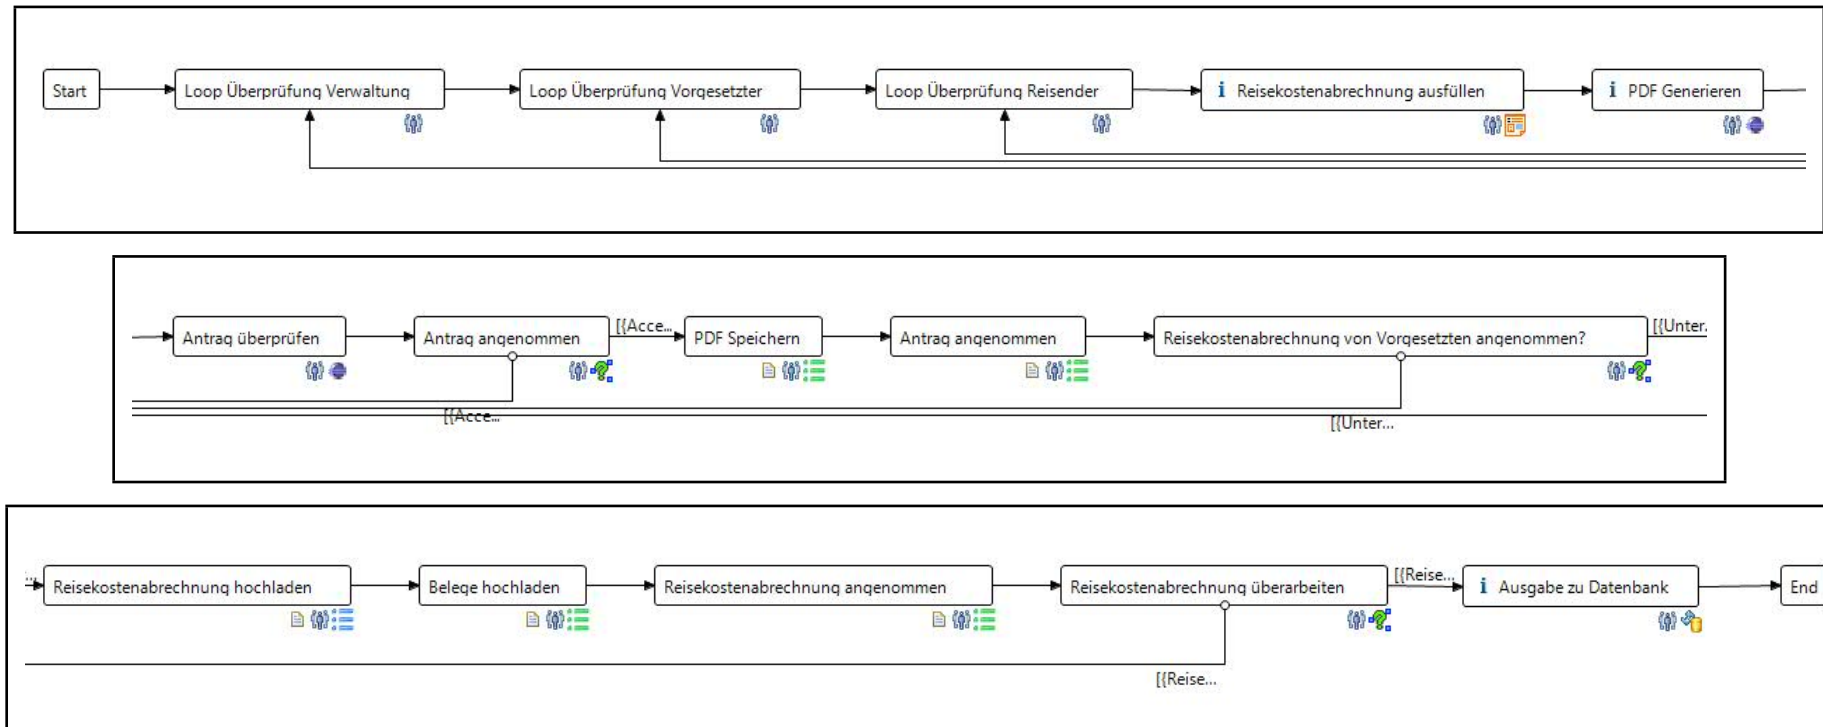 Start
Loop Überprüfung Verwaltung
Loop Überprüfung Vorgesetzter
Loop Überprüfung Reisender
i Reisekostenabrechnung ausfüllen
i PDF Generieren
Antrag überprüfen
Antrag angenommen
[{Acce...
PDF Speichern
Antrag angenommen
Reisekostenabrechnung von Vorgesetzten angenommen?
[{Unter.
[{Acce...
[{Unter...
Reisekostenabrechnung hochladen
Belege hochladen
Reisekostenabrechnung angenommen
Reisekostenabrechnung überarbeiten
[{Reise...
i Ausgabe zu Datenbank
End
[{Reise...